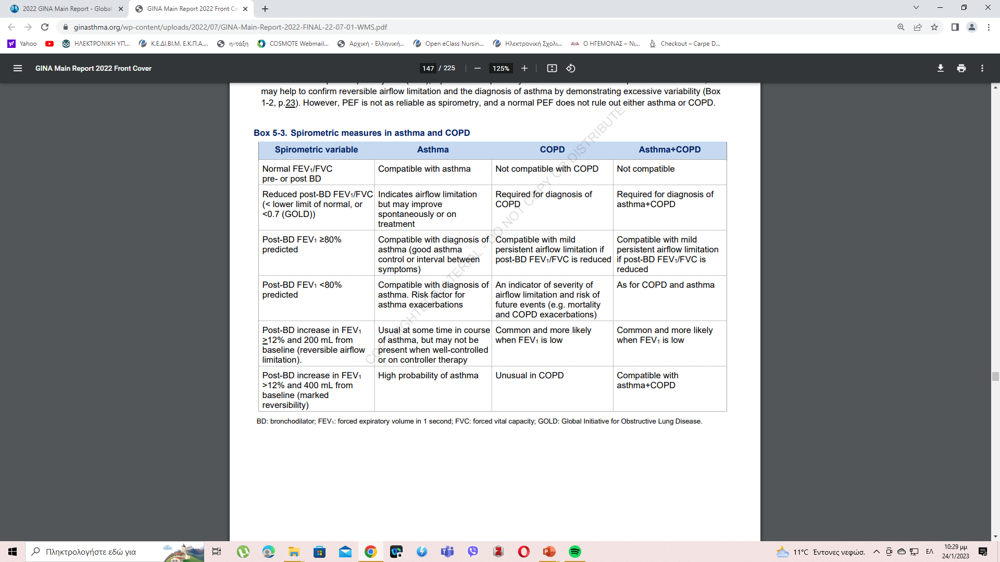 2022 GINA Main Report - Global
GINA Main Report 2022 Front Co
ginasthma.org/wp-content/uploads/2022/07/GINA-Main-Report-2022-FINAL-22-07-01-WMS.pdf
Yahoo
ΗΛΕΚΤΡΟΝΙΚΗ ΥΠ...
Κ.Ε.ΔΙ.ΒΙ.Μ. Ε.Κ.Π.Α....
η-τάξη
COSMOTE Webmail...
Αρχική - Ελληνική...
Open eClass Nursin...
Ηλεκτρονική Σχολι...
Ο ΗΓΕΜΟΝΑΣ – Νι...
Checkout – Carpe D...
GINA Main Report 2022 Front Cover
147 / 225
125%
may help to confirm reversible airflow limitation and the diagnosis of asthma by demonstrating excessive variability (Box
1-2, p.23). However, PEF is not as reliable as spirometry, and a normal PEF does not rule out either asthma or COPD.
Box 5-3. Spirometric measures in asthma and COPD
Spirometric variable
Asthma
COPD
Asthma+COPD
Normal FEV₁/FVC
pre- or post BD
Compatible with asthma
Not compatible with COPD
Not compatible
Reduced post-BD FEV₁/FVC
(< lower limit of normal, or
<0.7 (GOLD))
Indicates airflow limitation
but may improve
spontaneously or on
treatment
Required for diagnosis of
COPD
Required for diagnosis of
asthma+COPD
Post-BD FEV₁ ≥80%
predicted
Compatible with diagnosis of
asthma (good asthma
control or interval between
symptoms)
Compatible with mild
persistent airflow limitation if
post-BD FEV₁/FVC is reduced
Compatible with mild
persistent airflow limitation
if post-BD FEV₁/FVC is
reduced
Post-BD FEV₁ <80%
predicted
Compatible with diagnosis of
asthma. Risk factor for
asthma exacerbations
An indicator of severity of
airflow limitation and risk of
future events (e.g. mortality
and COPD exacerbations)
As for COPD and asthma
Post-BD increase in FEV₁
≥12% and 200 mL from
baseline (reversible airflow
limitation).
Usual at some time in course
of asthma, but may not be
present when well-controlled
or on controller therapy
Common and more likely
when FEV₁ is low
Common and more likely
when FEV₁ is low
Post-BD increase in FEV₁
>12% and 400 mL from
baseline (marked
reversibility)
High probability of asthma
Unusual in COPD
Compatible with
asthma+COPD
COPYRIGHTED MATERIAL - DO NOT COPY OR DISTRIBUTE
BD: bronchodilator; FEV₁: forced expiratory volume in 1 second; FVC: forced vital capacity; GOLD: Global Initiative for Obstructive Lung Disease.
Πληκτρολογήστε εδώ για
11°C Έντονες νεφώσ.
ΕΛ
10:29 μμ
24/1/2023